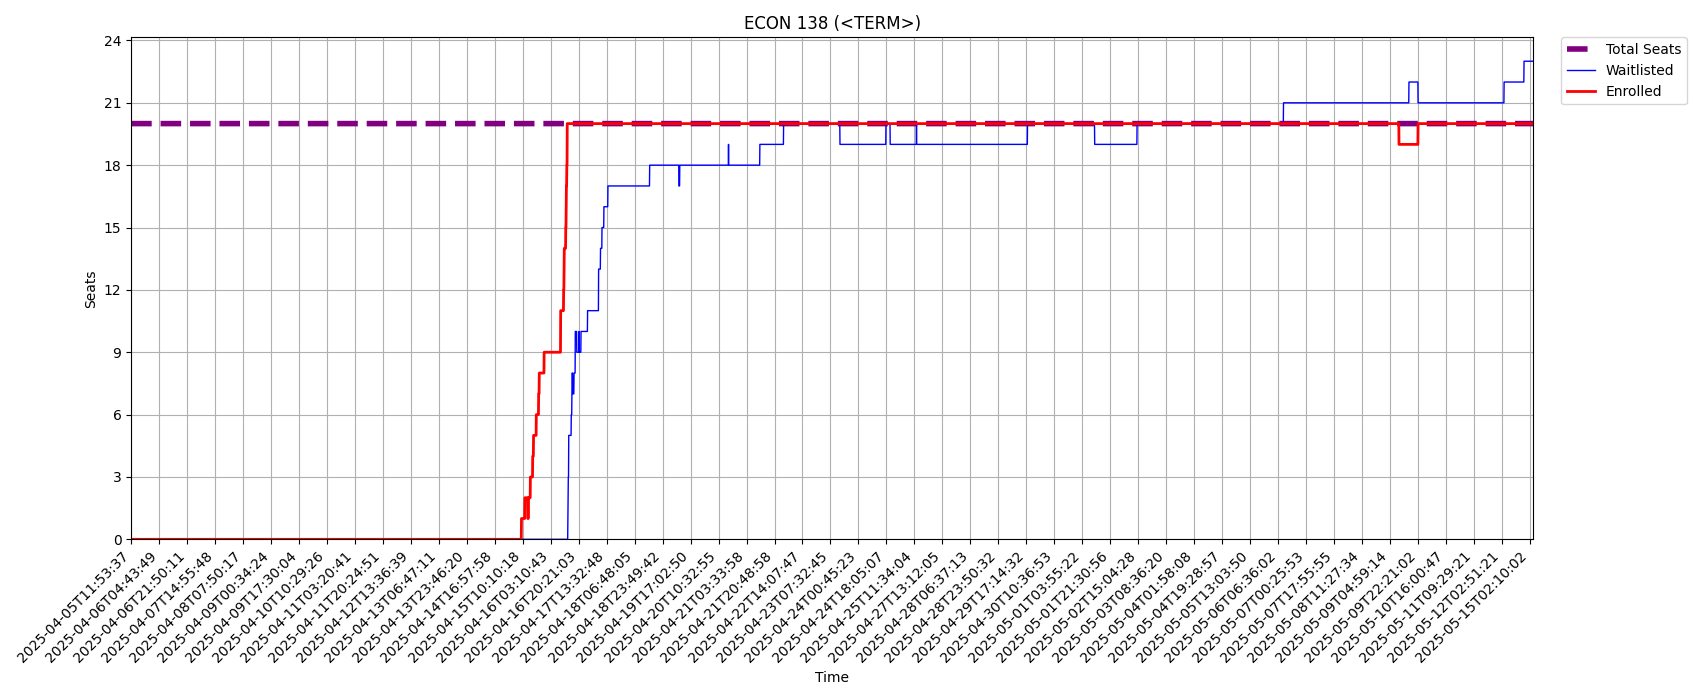 ECON 138 (<TERM>)
Total Seats
Waitlisted
Enrolled
24
21
18
15
12
9
6
3
0
Seats
2025-04-05T11:53:37
2025-04-06T04:43:49
2025-04-06T21:50:11
2025-04-07T14:55:48
2025-04-08T07:50:17
2025-04-09T00:34:24
2025-04-09T17:30:04
2025-04-10T10:29:26
2025-04-11T03:20:41
2025-04-11T20:24:51
2025-04-12T13:36:39
2025-04-13T06:47:11
2025-04-13T23:46:20
2025-04-14T16:57:58
2025-04-15T10:10:18
2025-04-16T03:10:43
2025-04-16T20:21:03
2025-04-17T13:32:48
2025-04-18T06:48:05
2025-04-18T23:49:42
2025-04-19T17:02:50
2025-04-20T10:32:55
2025-04-21T03:33:58
2025-04-21T20:48:58
2025-04-22T14:07:47
2025-04-23T07:32:45
2025-04-24T00:45:23
2025-04-24T18:05:07
2025-04-25T11:34:04
2025-04-27T13:12:05
2025-04-28T06:37:13
2025-04-28T23:50:32
2025-04-29T17:14:32
2025-04-30T10:36:53
2025-05-01T03:55:22
2025-05-01T21:30:56
2025-05-02T15:04:28
2025-05-03T08:36:20
2025-05-04T01:58:08
2025-05-04T19:28:57
2025-05-05T13:03:50
2025-05-06T06:36:02
2025-05-07T00:25:53
2025-05-07T17:55:55
2025-05-08T11:27:34
2025-05-09T04:59:14
2025-05-09T22:21:02
2025-05-10T16:00:47
2025-05-11T09:29:21
2025-05-12T02:51:21
2025-05-15T02:10:02
Time